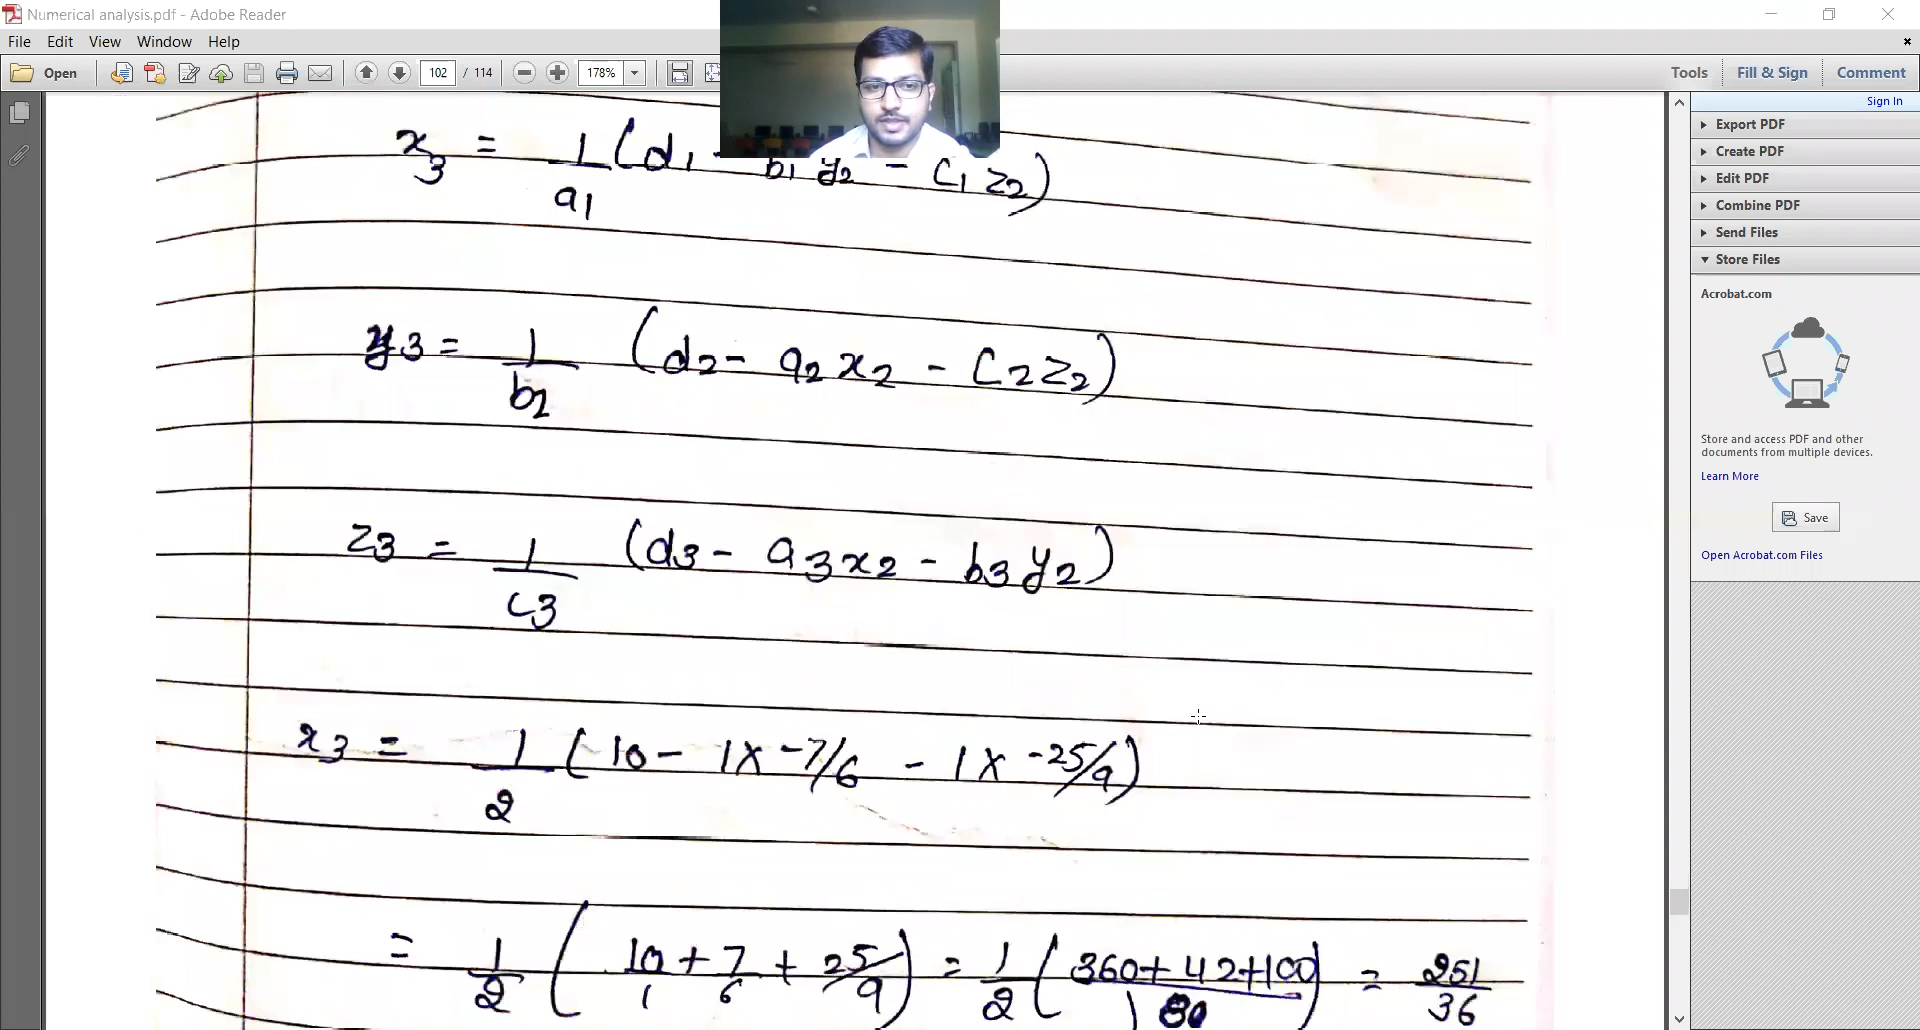 Numerical analysis.pdf - Adobe Reader
File Edit View Window Help
Open 102 / 114 178% Tools Fill & Sign Comment
Sign In
Export PDF
Create PDF
Edit PDF
Combine PDF
Send Files
Store Files
Acrobat.com
Store and access PDF and other
documents from multiple devices.
Learn More
Save
Open Acrobat.com Files
x3 = 1/a1 (d1 - b1 y2 - c1 z2)
y3 = 1/b2 (d2 - a2 x2 - c2 z2)
z3 = 1/c3 (d3 - a3 x2 - b3 y2)
x3 = 1/2 (10 - 1 x -7/6 - 1 x -25/9)
= 1/2 (10/1 + 7/6 + 25/9) = 1/2 (360+42+100/) = 251/36